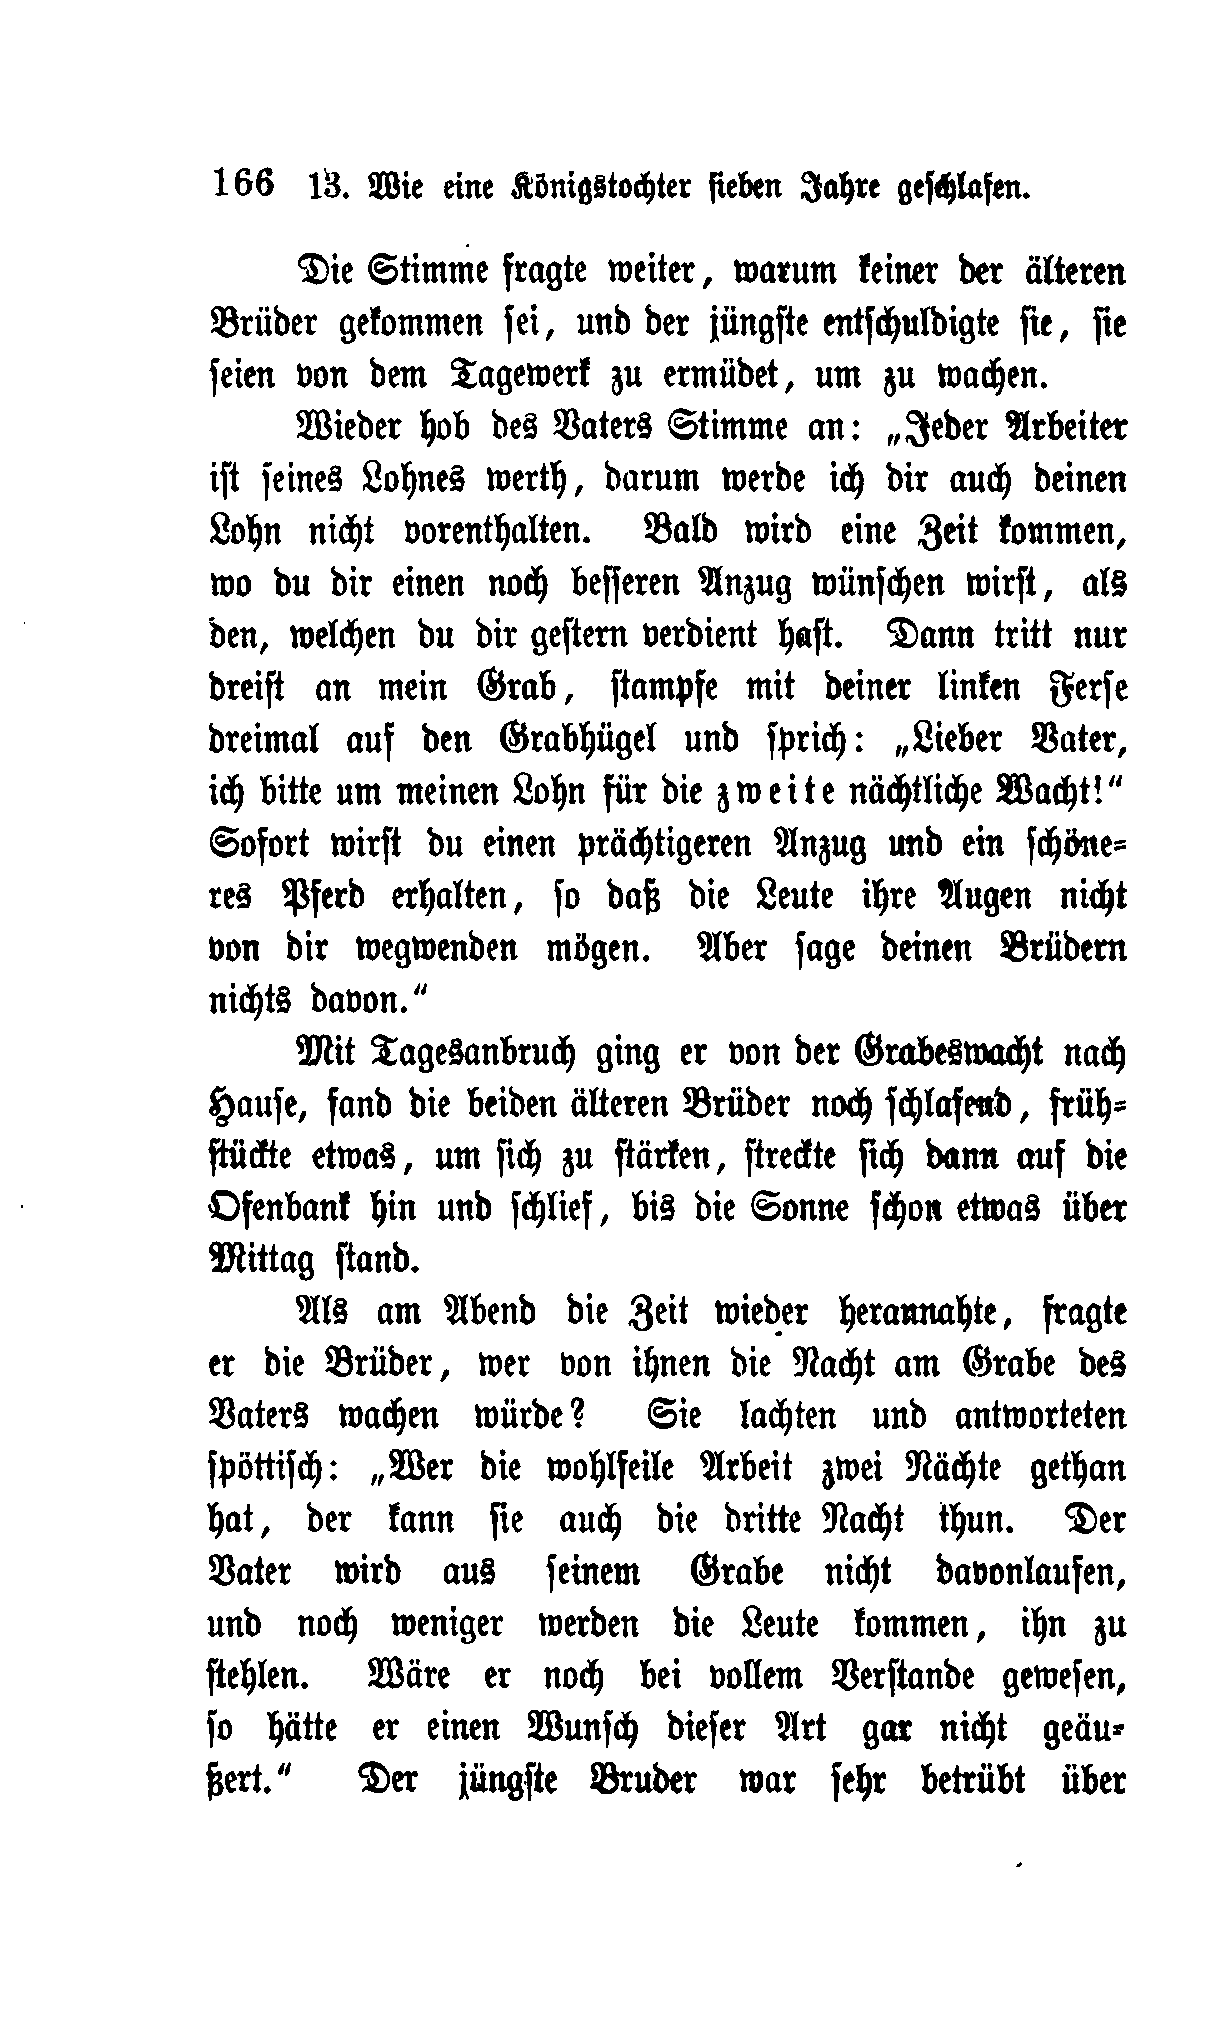 166 13. Wie eine Königstochter sieben Jahre geschlafen.
Die Stimme fragte weiter, warum keiner der älteren
Brüder gekommen sei, und der jüngste entschuldigte sie, sie
seien von dem Tagewerk zu ermüdet, um zu wachen.
Wieder hob des Vaters Stimme an: „Jeder Arbeiter
ist seines Lohnes werth, darum werde ich dir auch deinen
Lohn nicht vorenthalten. Bald wird eine Zeit kommen,
wo du dir einen noch besseren Anzug wünschen wirst, als
den, welchen du dir gestern verdient hast. Dann tritt nur
dreist an mein Grab, stampfe mit deiner linken Ferse
dreimal auf den Grabhügel und sprich: „Lieber Vater,
ich bitte um meinen Lohn für die zweite nächtliche Wacht!“
Sofort wirst du einen prächtigeren Anzug und ein schöne=
res Pferd erhalten, so daß die Leute ihre Augen nicht
von dir wegwenden mögen. Aber sage deinen Brüdern
nichts davon.“
Mit Tagesanbruch ging er von der Grabeswacht nach
Hause, fand die beiden älteren Brüder noch schlafend, früh=
stückte etwas, um sich zu stärken, streckte sich dann auf die
Ofenbank hin und schlief, bis die Sonne schon etwas über
Mittag stand.
Als am Abend die Zeit wieder herannahte, fragte
er die Brüder, wer von ihnen die Nacht am Grabe des
Vaters wachen würde? Sie lachten und antworteten
spöttisch: „Wer die wohlfeile Arbeit zwei Nächte gethan
hat, der kann sie auch die dritte Nacht thun. Der
Vater wird aus seinem Grabe nicht davonlaufen,
und noch weniger werden die Leute kommen, ihn zu
stehlen. Wäre er noch bei vollem Verstande gewesen,
so hätte er einen Wunsch dieser Art gar nicht geäu=
ßert.“ Der jüngste Bruder war sehr betrübt über